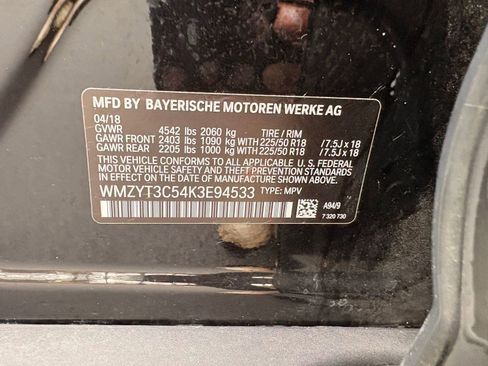 MFD BY BAYERISCHE MOTOREN WERKE AG
04/18
GVWR 4542 lbs 2060 kg TIRE / RIM
GAWR FRONT 2403 lbs 1090 kg WITH 225/50 R18 / 7.5J x 18
GAWR REAR 2205 lbs 1000 kg WITH 225/50 R18 / 7.5J x 18
THIS VEHICLE CONFORMS TO ALL APPLICABLE U.S. FEDERAL
MOTOR VEHICLE SAFETY, BUMPER, AND THEFT PREVENTION STANDARDS
IN EFFECT ON THE DATE OF MANUFACTURE SHOWN ABOVE.
WMZYT3C54K3E94533 TYPE: MPV
A94/9
7 320 730